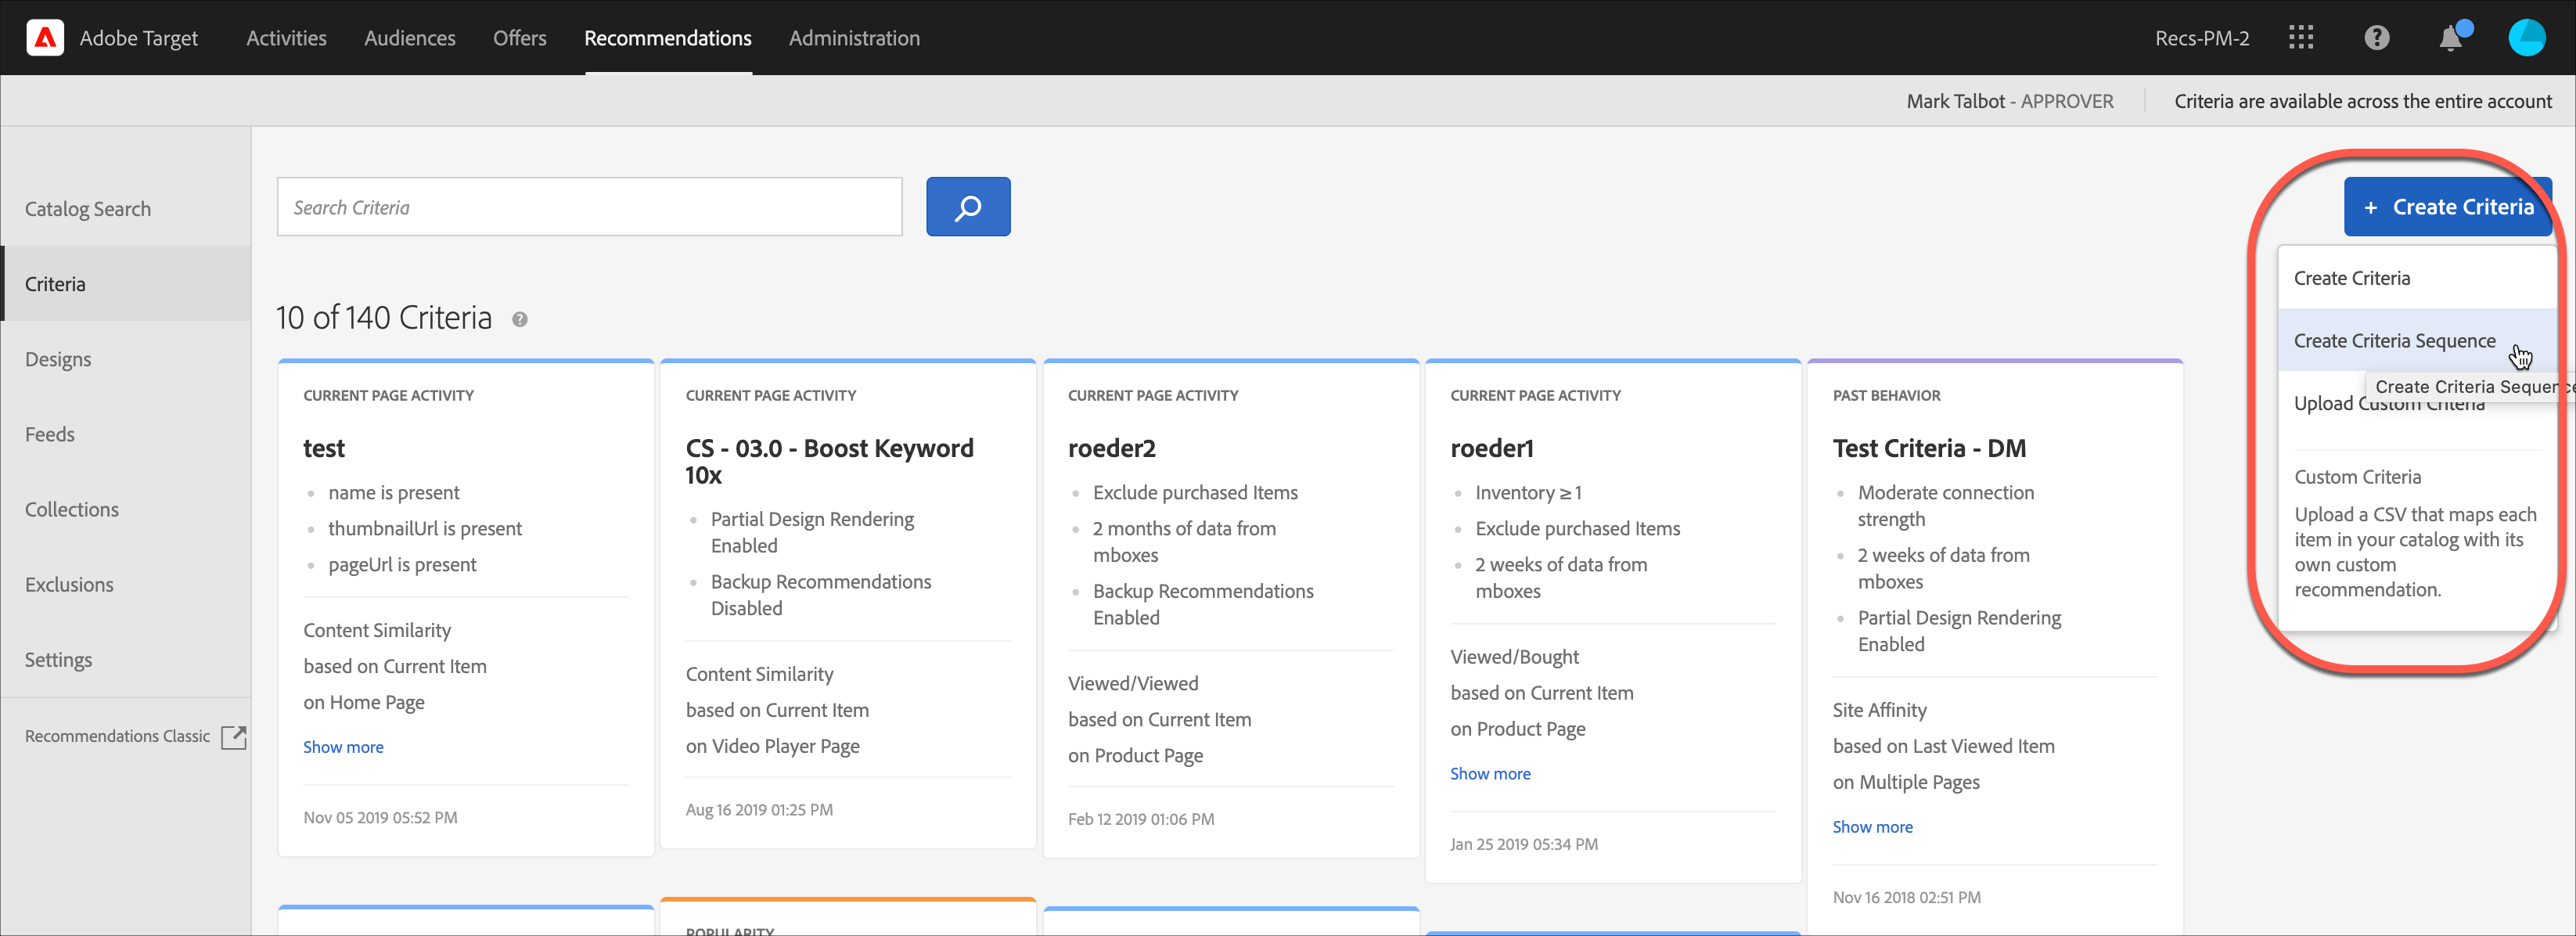 Adobe Target
Activities
Audiences
Offers
Recommendations
Administration
Recs-PM-2
Mark Talbot - APPROVER
Criteria are available across the entire account
Catalog Search
Criteria
Designs
Feeds
Collections
Exclusions
Settings
Recommendations Classic
Search Criteria
+ Create Criteria
Create Criteria
Create Criteria Sequence
Create Criteria Sequence
Upload Custom Criteria
Custom Criteria
Upload a CSV that maps each
item in your catalog with its
own custom
recommendation.
10 of 140 Criteria
CURRENT PAGE ACTIVITY
test
name is present
thumbnailUrl is present
pageUrl is present
Content Similarity
based on Current Item
on Home Page
Show more
Nov 05 2019 05:52 PM
CURRENT PAGE ACTIVITY
CS - 03.0 - Boost Keyword
10x
Partial Design Rendering
Enabled
Backup Recommendations
Disabled
Content Similarity
based on Current Item
on Video Player Page
Aug 16 2019 01:25 PM
CURRENT PAGE ACTIVITY
roeder2
Exclude purchased Items
2 months of data from
mboxes
Backup Recommendations
Enabled
Viewed/Viewed
based on Current Item
on Product Page
Feb 12 2019 01:06 PM
CURRENT PAGE ACTIVITY
roeder1
Inventory ≥ 1
Exclude purchased Items
2 weeks of data from
mboxes
Viewed/Bought
based on Current Item
on Product Page
Show more
Jan 25 2019 05:34 PM
PAST BEHAVIOR
Test Criteria - DM
Moderate connection
strength
2 weeks of data from
mboxes
Partial Design Rendering
Enabled
Site Affinity
based on Last Viewed Item
on Multiple Pages
Show more
Nov 16 2018 02:51 PM
POPULARITY